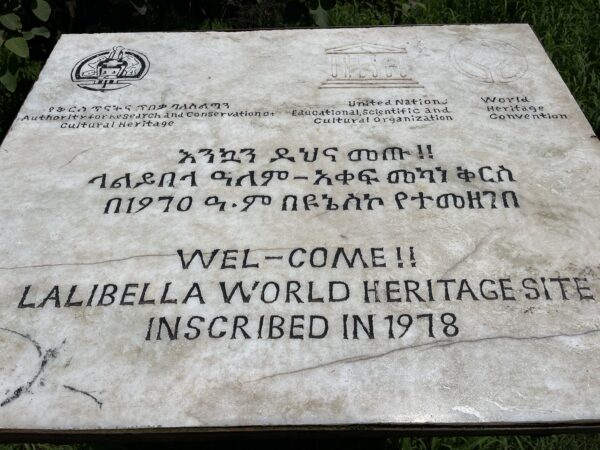 የቅርስ ጥናትና ጥበቃ ባለስልጣን
Authority for Research and Conservation of
Cultural Heritage
United Nations
Educational, Scientific and
Cultural Organization
World
Heritage
Convention
እንኳን ደህና መጡ!!
ላልይበላ ዓለም-አቀፍ መካነ ቅርስ
በ1970 ዓ.ም በዩኔስኮ የተመዘገበ
WEL-COME!!
LALIBELLA WORLD HERITAGE SITE
INSCRIBED IN 1978